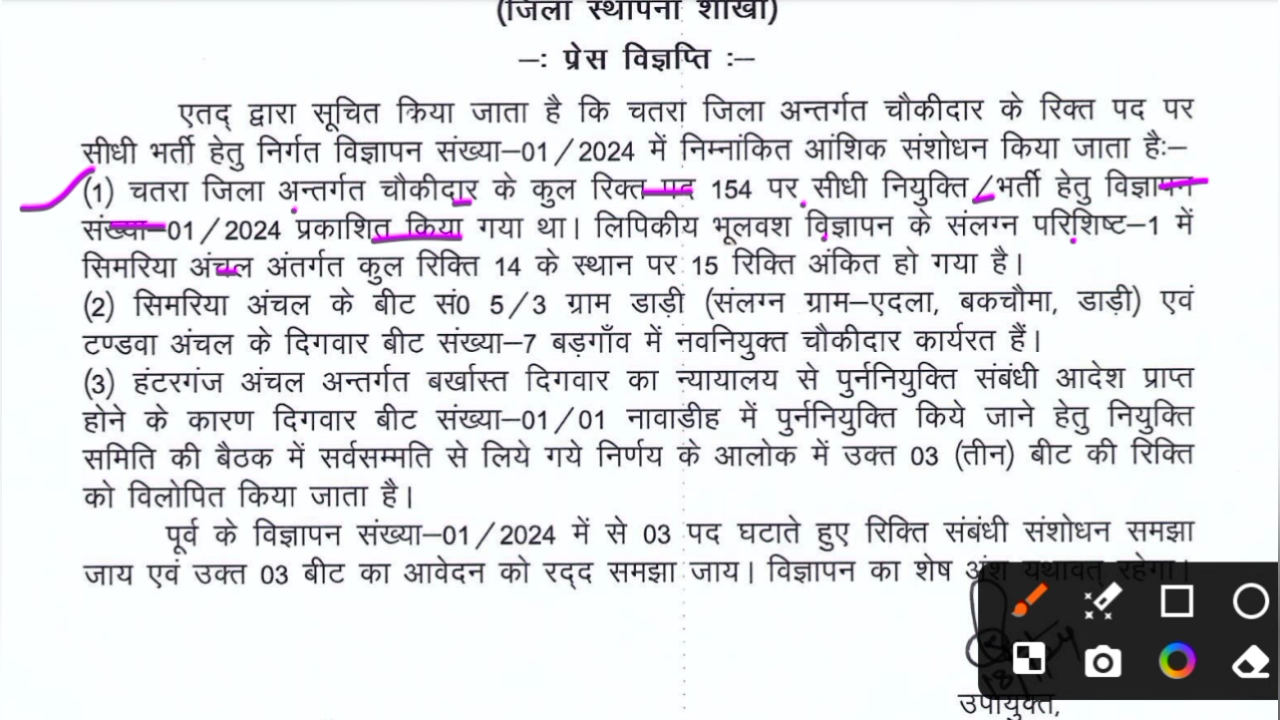 (जिला स्थापना शाखा)
–: प्रेस विज्ञप्ति :–
एतद् द्वारा सूचित किया जाता है कि चतरा जिला अन्तर्गत चौकीदार के रिक्त पद पर
सीधी भर्ती हेतु निर्गत विज्ञापन संख्या–01/2024 में निम्नांकित आंशिक संशोधन किया जाता है:–
(1) चतरा जिला अन्तर्गत चौकीदार के कुल रिक्त पद 154 पर सीधी नियुक्ति/भर्ती हेतु विज्ञापन
संख्या–01/2024 प्रकाशित किया गया था। लिपिकीय भूलवश विज्ञापन के संलग्न परिशिष्ट–1 में
सिमरिया अंचल अंतर्गत कुल रिक्ति 14 के स्थान पर 15 रिक्ति अंकित हो गया है।
(2) सिमरिया अंचल के बीट सं0 5/3 ग्राम डाड़ी (संलग्न ग्राम–एदला, बकचौमा, डाड़ी) एवं
टण्डवा अंचल के दिगवार बीट संख्या–7 बड़गाँव में नवनियुक्त चौकीदार कार्यरत हैं।
(3) हंटरगंज अंचल अन्तर्गत बर्खास्त दिगवार का न्यायालय से पुर्ननियुक्ति संबंधी आदेश प्राप्त
होने के कारण दिगवार बीट संख्या–01/01 नावाडीह में पुर्ननियुक्ति किये जाने हेतु नियुक्ति
समिति की बैठक में सर्वसम्मति से लिये गये निर्णय के आलोक में उक्त 03 (तीन) बीट की रिक्ति
को विलोपित किया जाता है।
पूर्व के विज्ञापन संख्या–01/2024 में से 03 पद घटाते हुए रिक्ति संबंधी संशोधन समझा
जाय एवं उक्त 03 बीट का आवेदन को रद्द समझा जाय। विज्ञापन का शेष अंश यथावत् रहेगा।
उपायुक्त,